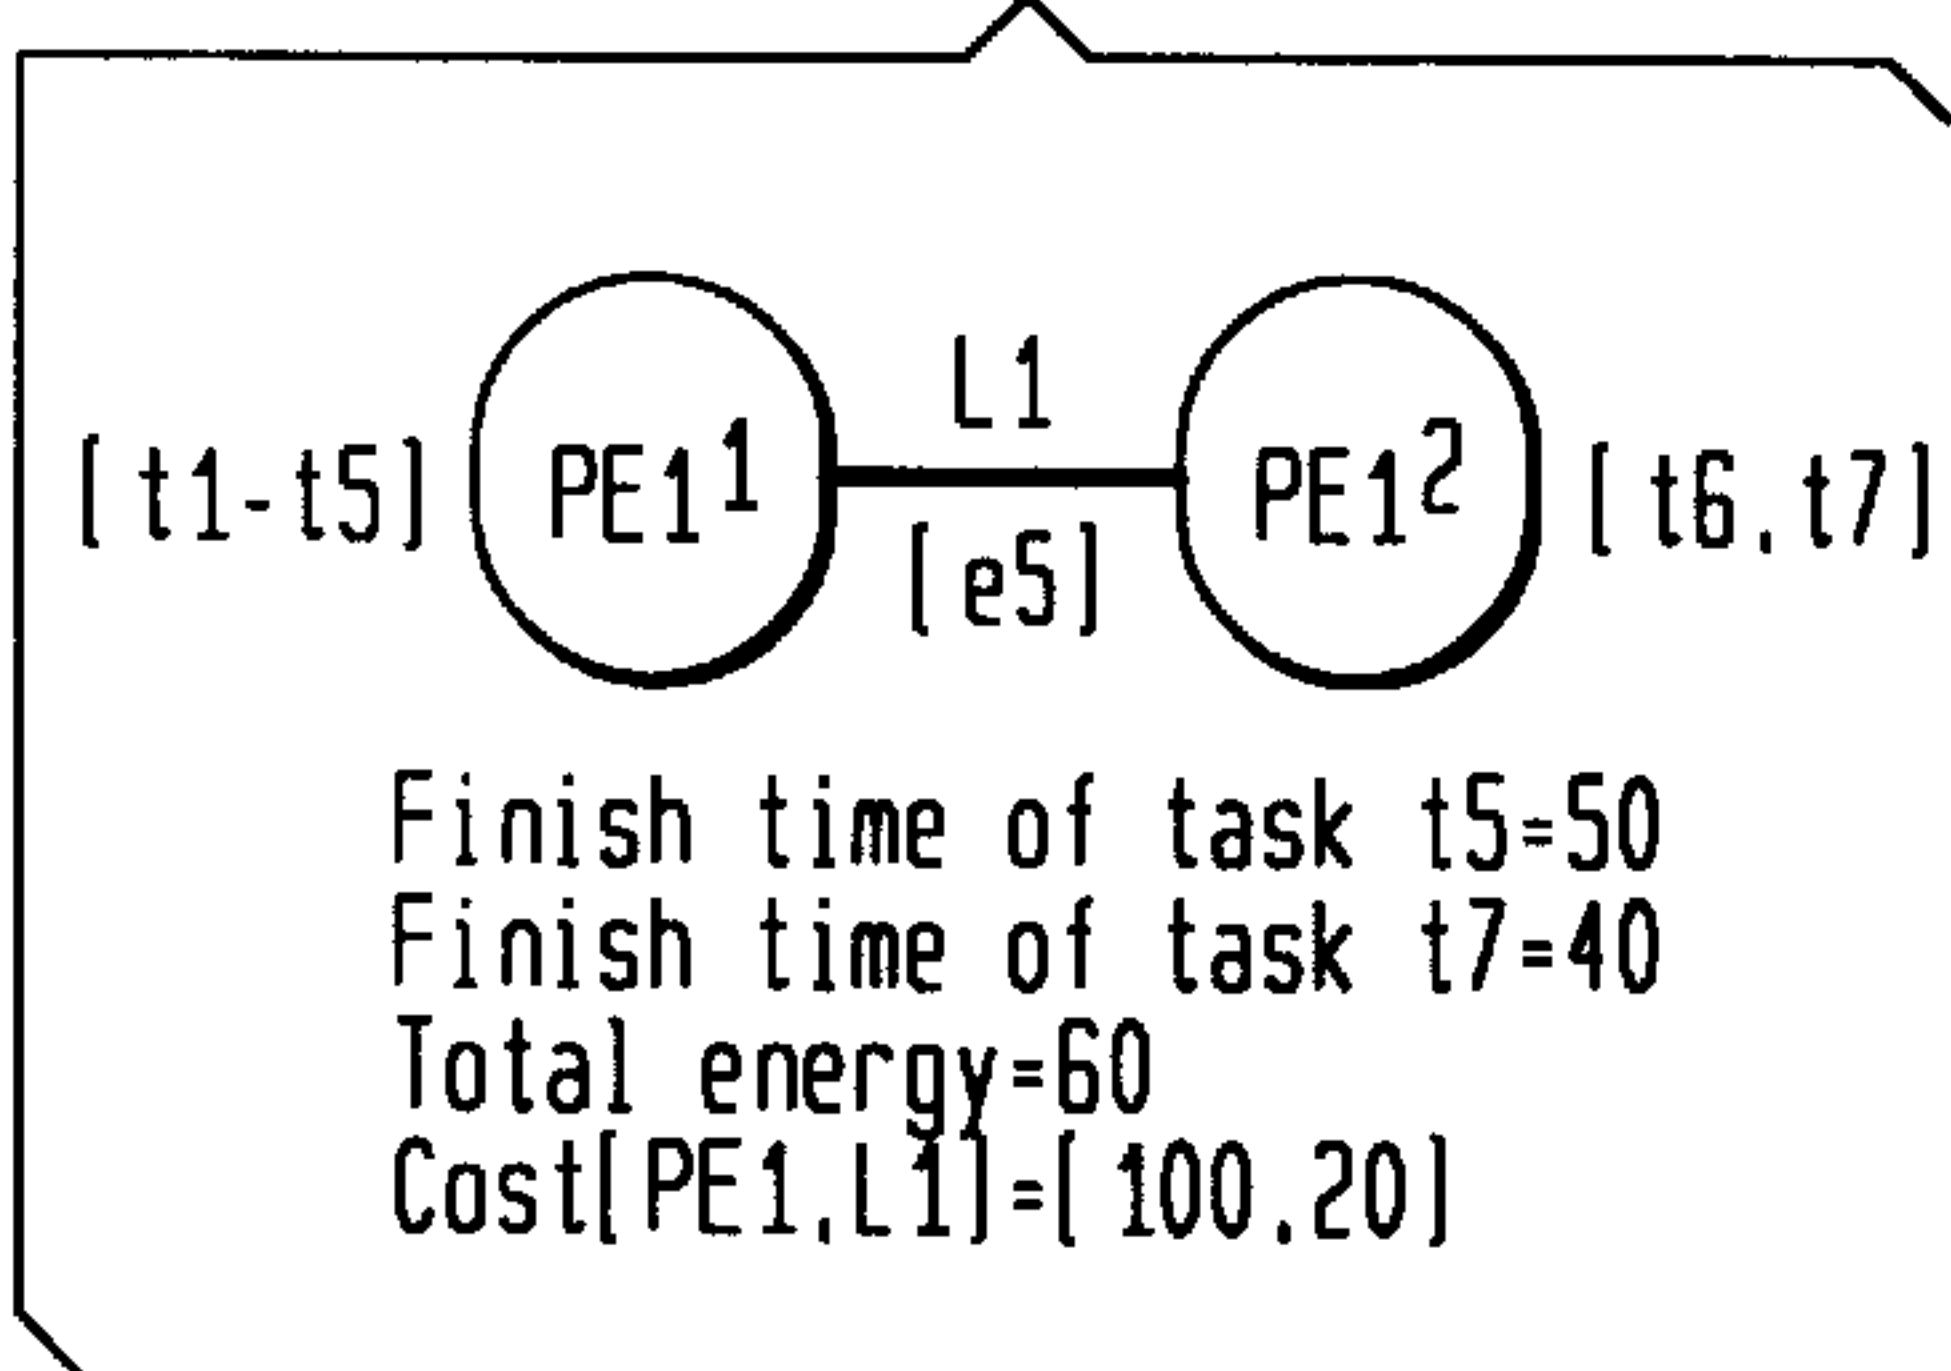 L1
(t1-t5) PE1¹ PE1² (t6,t7)
(e5)
Finish time of task t5=50
Finish time of task t7=40
Total energy=60
Cost(PE1,L1)=(100,20)